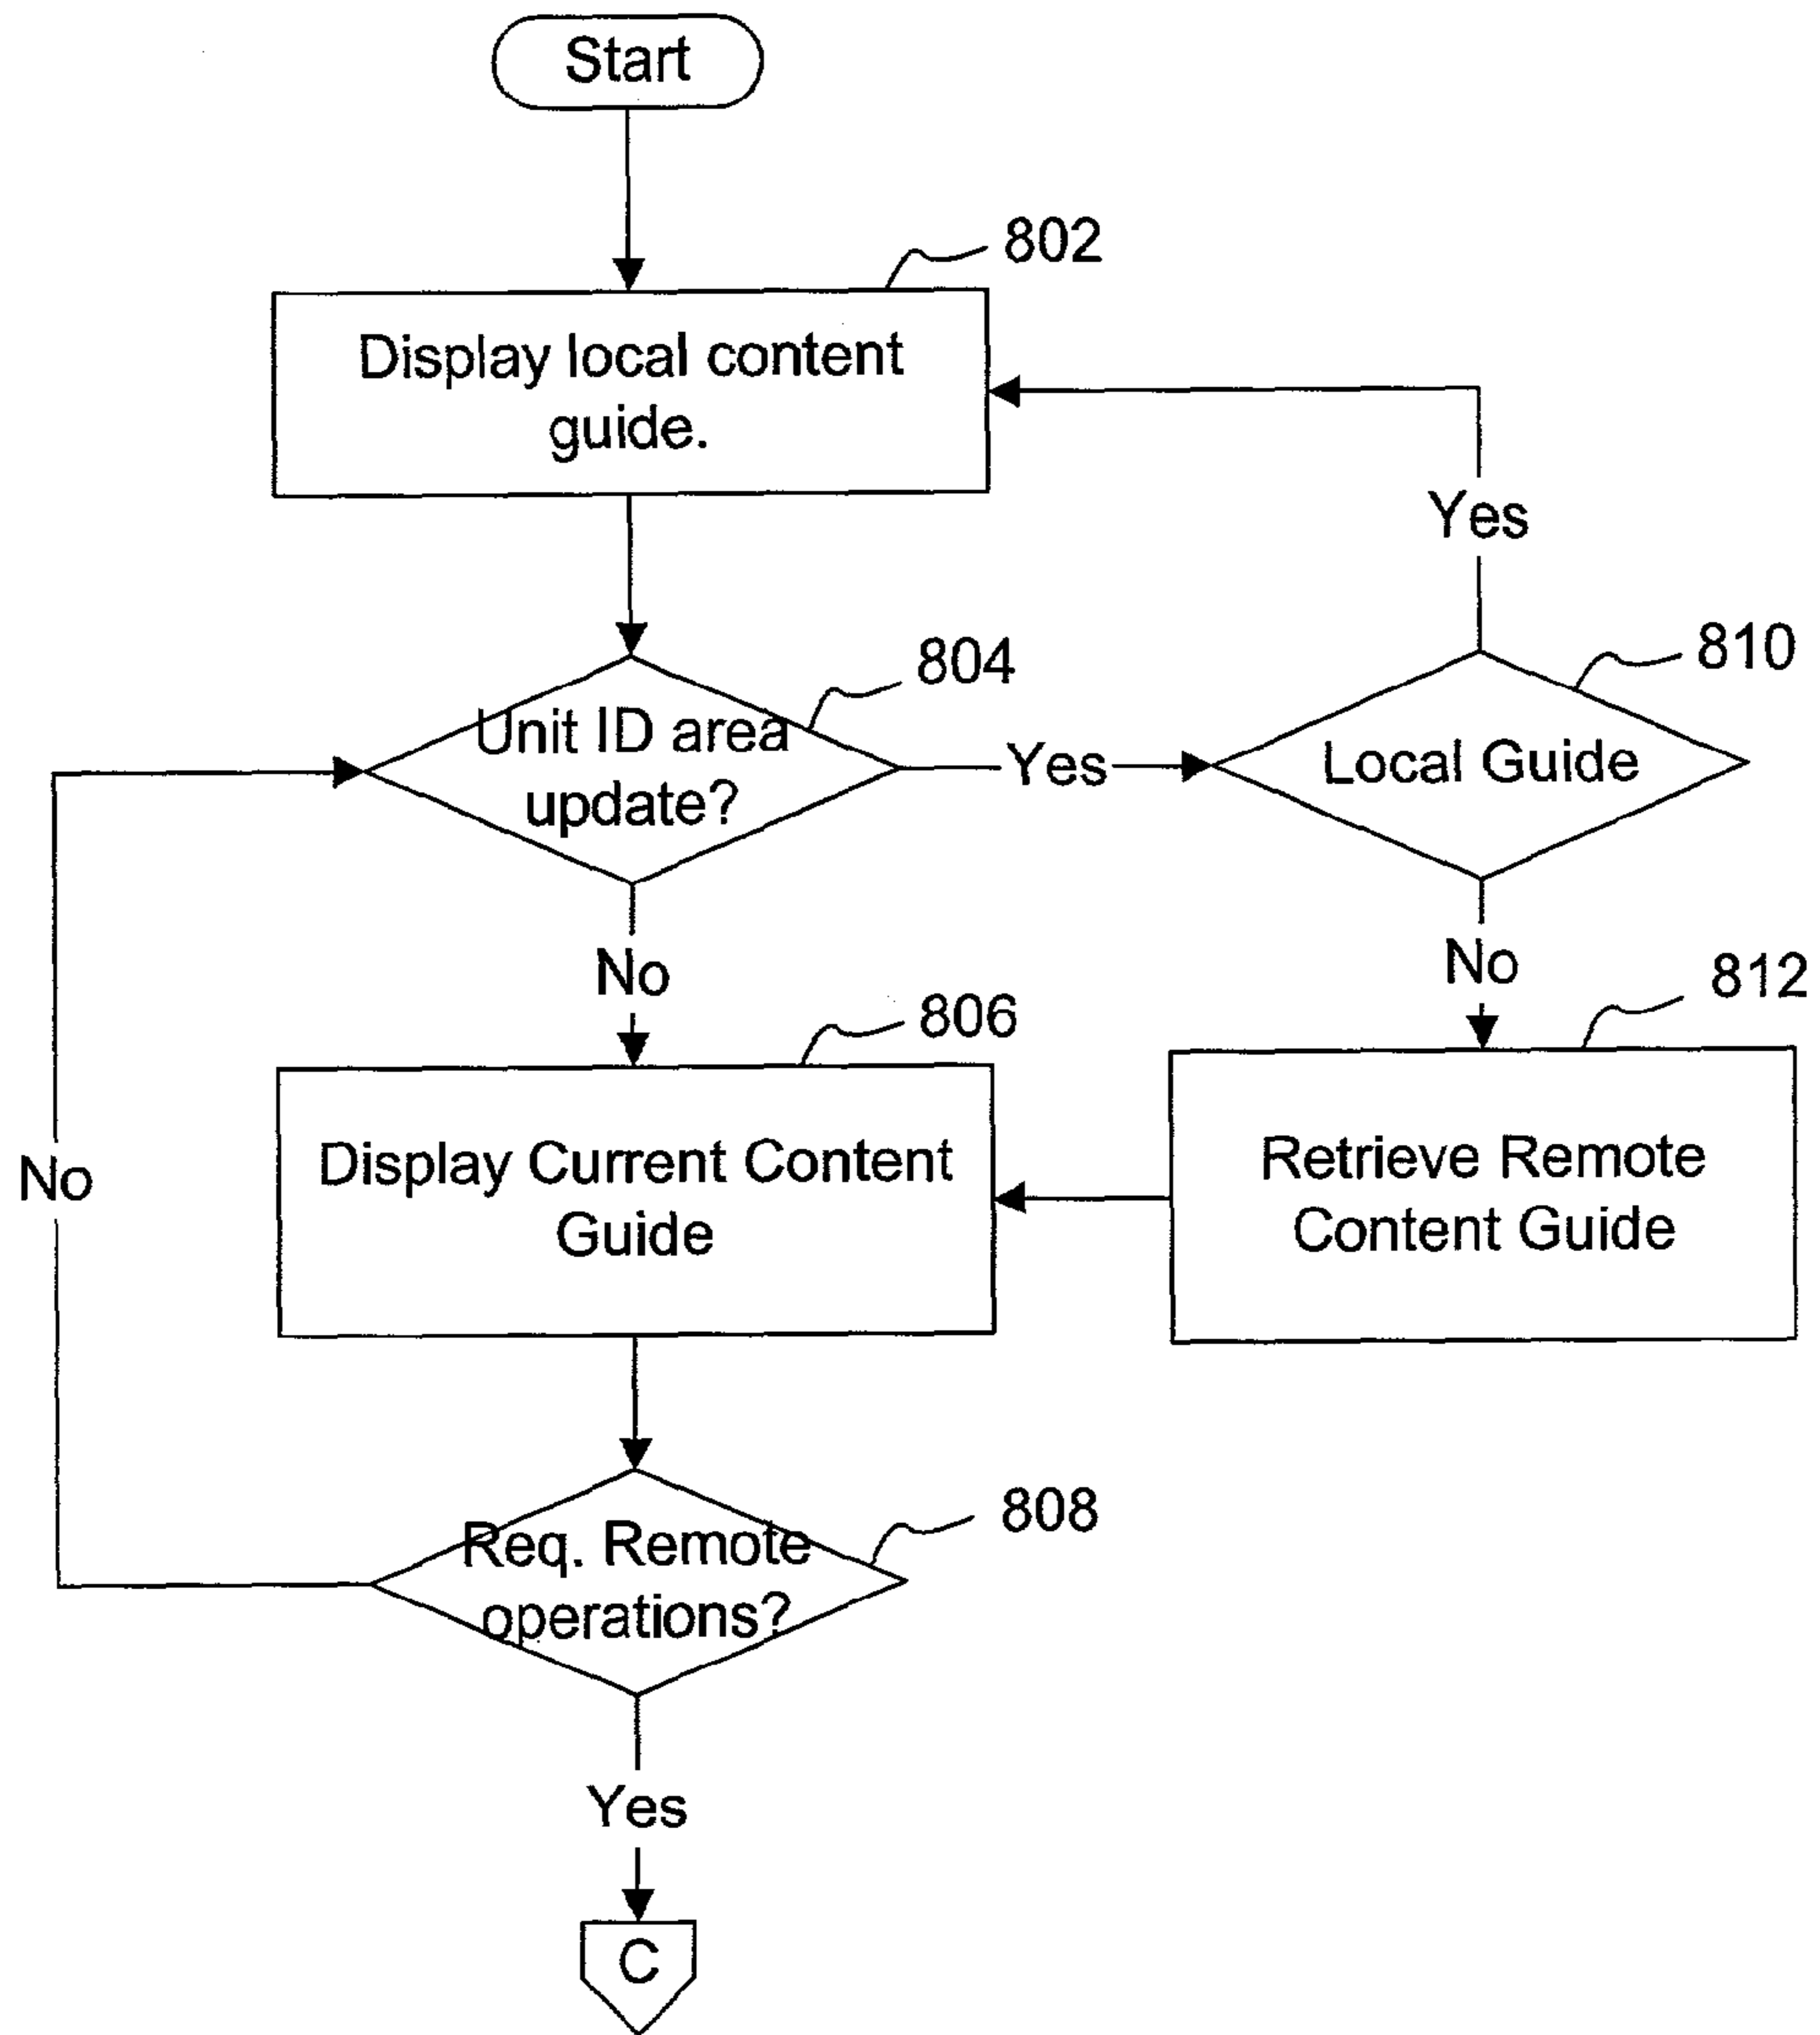 Start
802
Display local content
guide.
Yes
804
810
Unit ID area
update?
Yes
Local Guide
No
No
812
806
No
Display Current Content
Guide
Retrieve Remote
Content Guide
808
Req. Remote
operations?
Yes
C